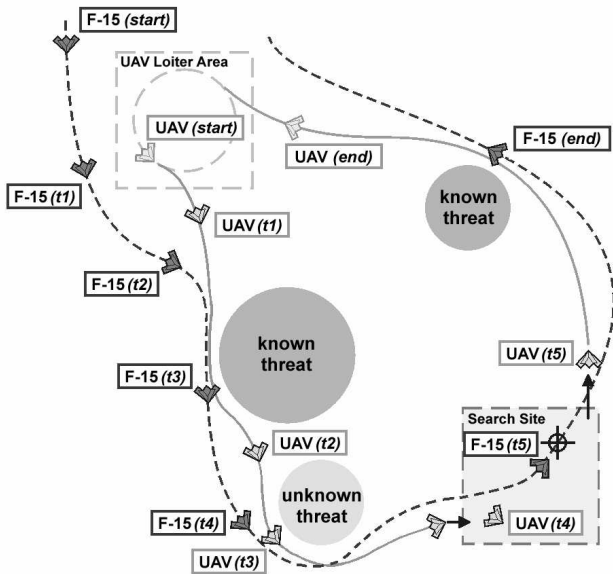 F-15 (start)
UAV Loiter Area
UAV (start)
F-15 (end)
UAV (end)
known
threat
F-15 (t1)
UAV (t1)
F-15 (t2)
known
threat
UAV (t5)
F-15 (t3)
Search Site
UAV (t2)
F-15 (t5)
unknown
threat
F-15 (t4)
UAV (t4)
UAV (t3)